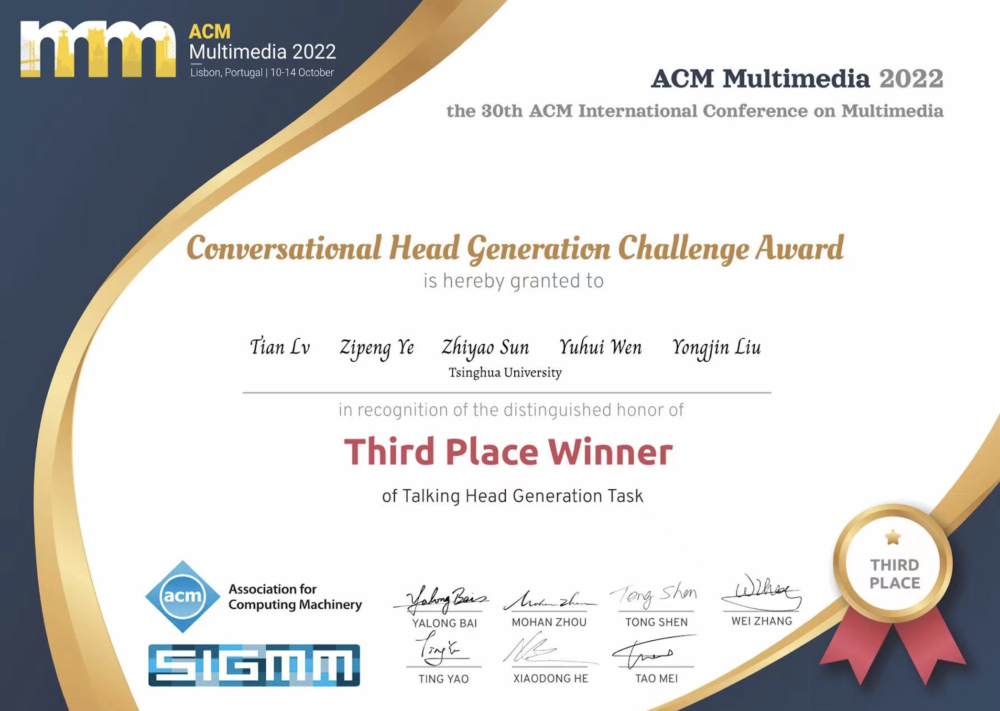 ACM
Multimedia 2022
Lisbon, Portugal | 10-14 October
ACM Multimedia 2022
the 30th ACM International Conference on Multimedia
Conversational Head Generation Challenge Award
is hereby granted to
Tian Lv Zipeng Ye Zhiyao Sun Yuhui Wen Yongjin Liu
Tsinghua University
in recognition of the distinguished honor of
Third Place Winner
of Talking Head Generation Task
THIRD
PLACE
acm
Association for
Computing Machinery
SIGMM
Yalong Bai
Mohan Zhou
Tong Shen
YALONG BAI MOHAN ZHOU TONG SHEN WEI ZHANG
Ting Yao
TING YAO XIAODONG HE TAO MEI